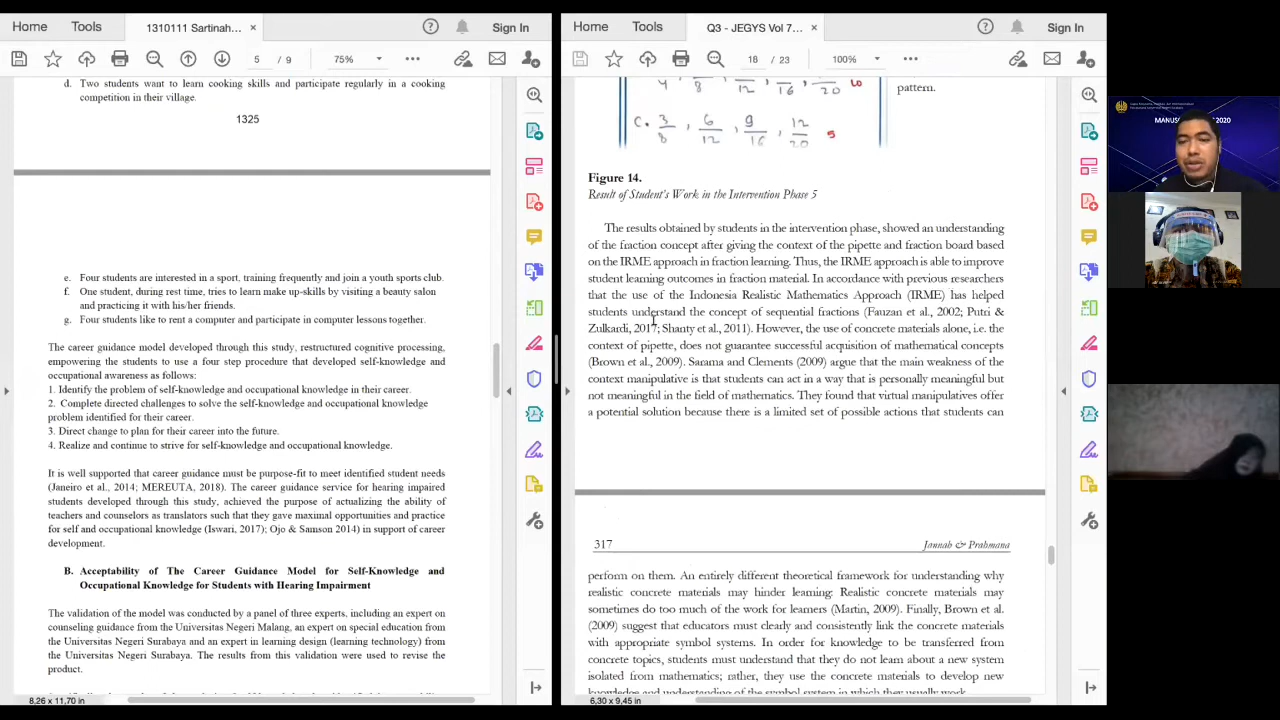 Home
Tools
1310111 Sartinah...
×
Sign In
5 / 9
75%
d. Two students want to learn cooking skills and participate regularly in a cooking
competition in their village.
1325
e. Four students are interested in a sport, training frequently and join a youth sports club.
f. One student, during rest time, tries to learn make up-skills by visiting a beauty salon
and practicing it with his/her friends.
g. Four students like to rent a computer and participate in computer lessons together.
The career guidance model developed through this study, restructured cognitive processing,
empowering the students to use a four step procedure that developed self-knowledge and
occupational awareness as follows:
1. Identify the problem of self-knowledge and occupational knowledge in their career.
2. Complete directed challenges to solve the self-knowledge and occupational knowledge
problem identified for their career.
3. Direct change to plan for their career into the future.
4. Realize and continue to strive for self-knowledge and occupational knowledge.
It is well supported that career guidance must be purpose-fit to meet identified student needs
(Janeiro et al., 2014; MEREUTA, 2018). The career guidance service for hearing impaired
students developed through this study, achieved the purpose of actualizing the ability of
teachers and counselors as translators such that they gave maximal opportunities and practice
for self and occupational knowledge (Iswari, 2017); Ojo & Samson 2014) in support of career
development.
B. Acceptability of The Career Guidance Model for Self-Knowledge and
Occupational Knowledge for Students with Hearing Impairment
The validation of the model was conducted by a panel of three experts, including an expert on
counseling guidance from the Universitas Negeri Malang, an expert on special education from
the Universitas Negeri Surabaya and an expert in learning design (learning technology) from
the Universitas Negeri Surabaya. The results from this validation were used to revise the
product.
8,26 x 11,70 in
Home
Tools
Q3 - JEGYS Vol 7...
×
Sign In
18 / 23
100%
4, 8, 12, 16, 20
pattern.
C. 3/8, 6/12, 9/16, 12/20
Figure 14.
Result of Student's Work in the Intervention Phase 5
The results obtained by students in the intervention phase, showed an understanding
of the fraction concept after giving the context of the pipette and fraction board based
on the IRME approach in fraction learning. Thus, the IRME approach is able to improve
student learning outcomes in fraction material. In accordance with previous researchers
that the use of the Indonesia Realistic Mathematics Approach (IRME) has helped
students understand the concept of sequential fractions (Fauzan et al., 2002; Putri &
Zulkardi, 2017; Shanty et al., 2011). However, the use of concrete materials alone, i.e. the
context of pipette, does not guarantee successful acquisition of mathematical concepts
(Brown et al., 2009). Sarama and Clements (2009) argue that the main weakness of the
context manipulative is that students can act in a way that is personally meaningful but
not meaningful in the field of mathematics. They found that virtual manipulatives offer
a potential solution because there is a limited set of possible actions that students can
317
Jannah & Prahmana
perform on them. An entirely different theoretical framework for understanding why
realistic concrete materials may hinder learning: Realistic concrete materials may
sometimes do too much of the work for learners (Martin, 2009). Finally, Brown et al.
(2009) suggest that educators must clearly and consistently link the concrete materials
with appropriate symbol systems. In order for knowledge to be transferred from
concrete topics, students must understand that they do not learn about a new system
isolated from mathematics; rather, they use the concrete materials to develop new
knowledge and understanding of the symbol system in which they usually work.
6,30 x 9,45 in
MANUS
2020